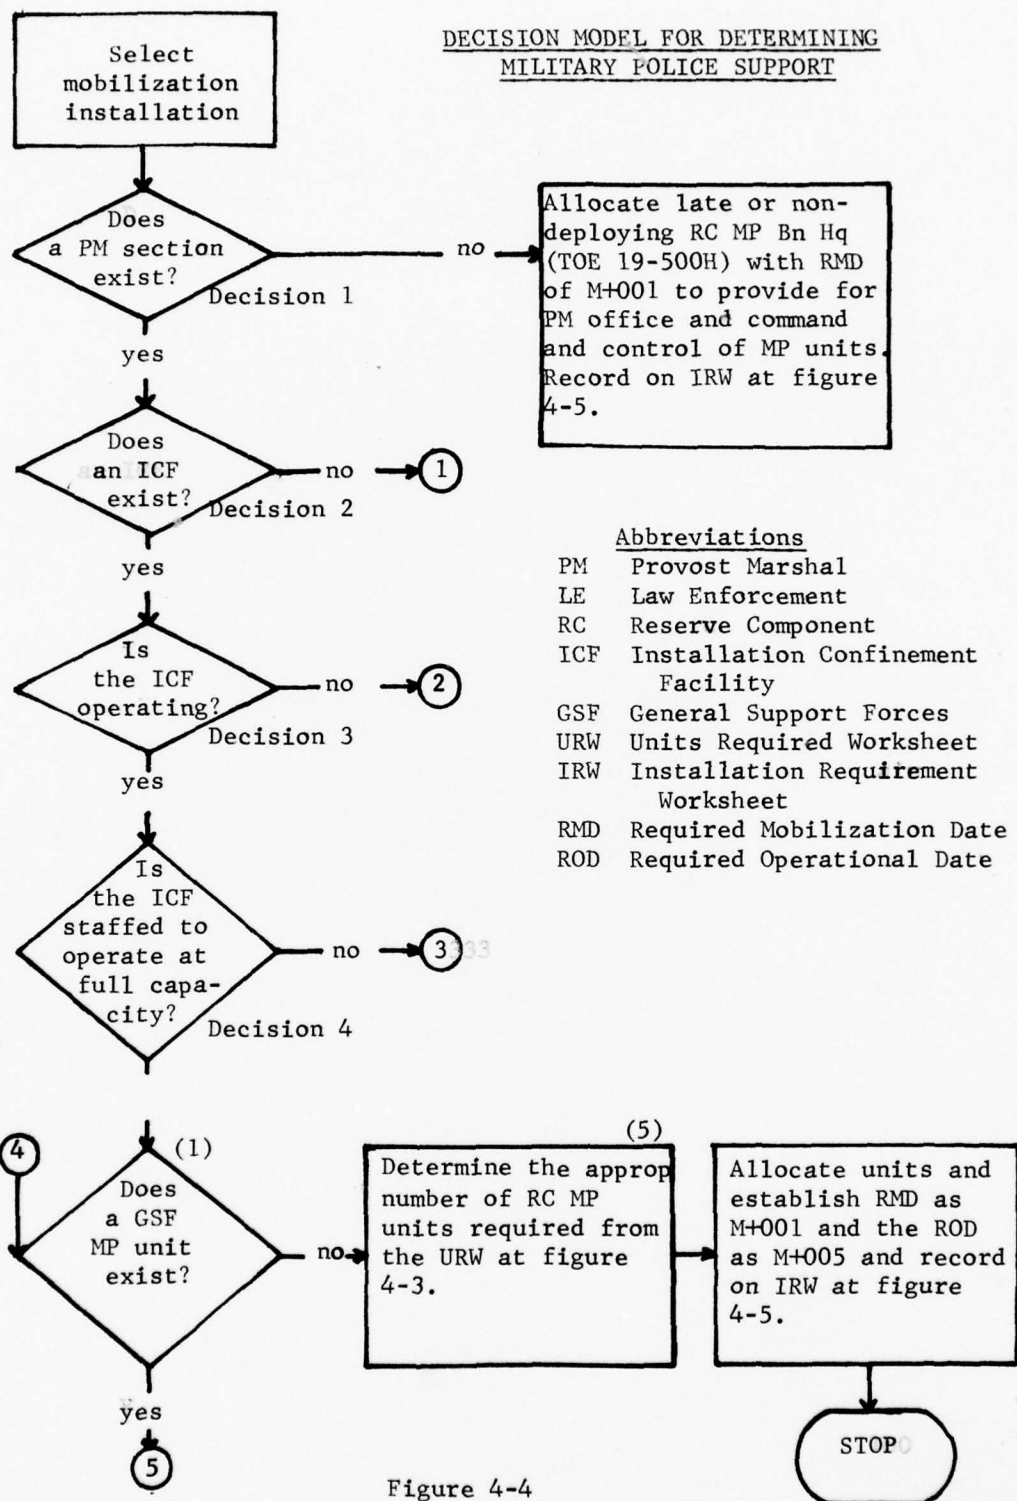 DECISION MODEL FOR DETERMINING
MILITARY POLICE SUPPORT
Select
mobilization
installation
Does
a PM section
exist?
Decision 1
no
Allocate late or non-
deploying RC MP Bn Hq
(TOE 19-500H) with RMD
of M+001 to provide for
PM office and command
and control of MP units.
Record on IRW at figure
4-5.
yes
Does
an ICF
exist?
Decision 2
no
1
yes
Is
the ICF
operating?
Decision 3
no
2
yes
Is
the ICF
staffed to
operate at
full capa-
city?
Decision 4
no
3
Abbreviations
PM Provost Marshal
LE Law Enforcement
RC Reserve Component
ICF Installation Confinement
Facility
GSF General Support Forces
URW Units Required Worksheet
IRW Installation Requirement
Worksheet
RMD Required Mobilization Date
ROD Required Operational Date
4
(1)
Does
a GSF
MP unit
exist?
no
(5)
Determine the approp
number of RC MP
units required from
the URW at figure
4-3.
Allocate units and
establish RMD as
M+001 and the ROD
as M+005 and record
on IRW at figure
4-5.
STOP
yes
5
Figure 4-4